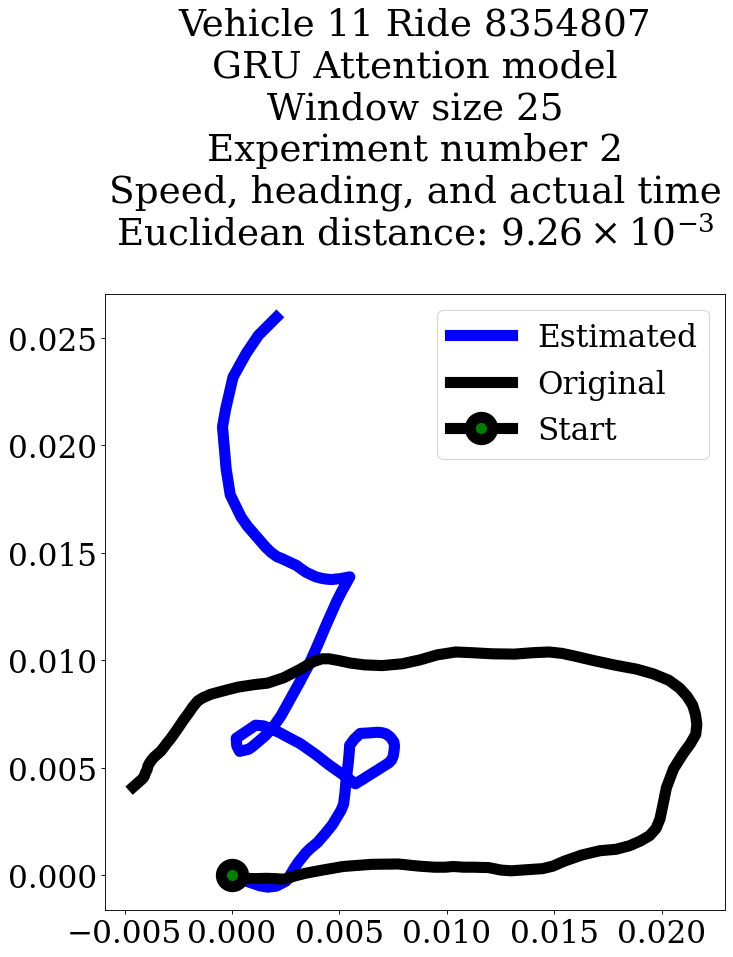 Vehicle 11 Ride 8354807
GRU Attention model
Window size 25
Experiment number 2
Speed, heading, and actual time
Euclidean distance: 9.26 × 10⁻³
Estimated
Original
Start
0.025
0.020
0.015
0.010
0.005
0.000
−0.005 0.000 0.005 0.010 0.015 0.020